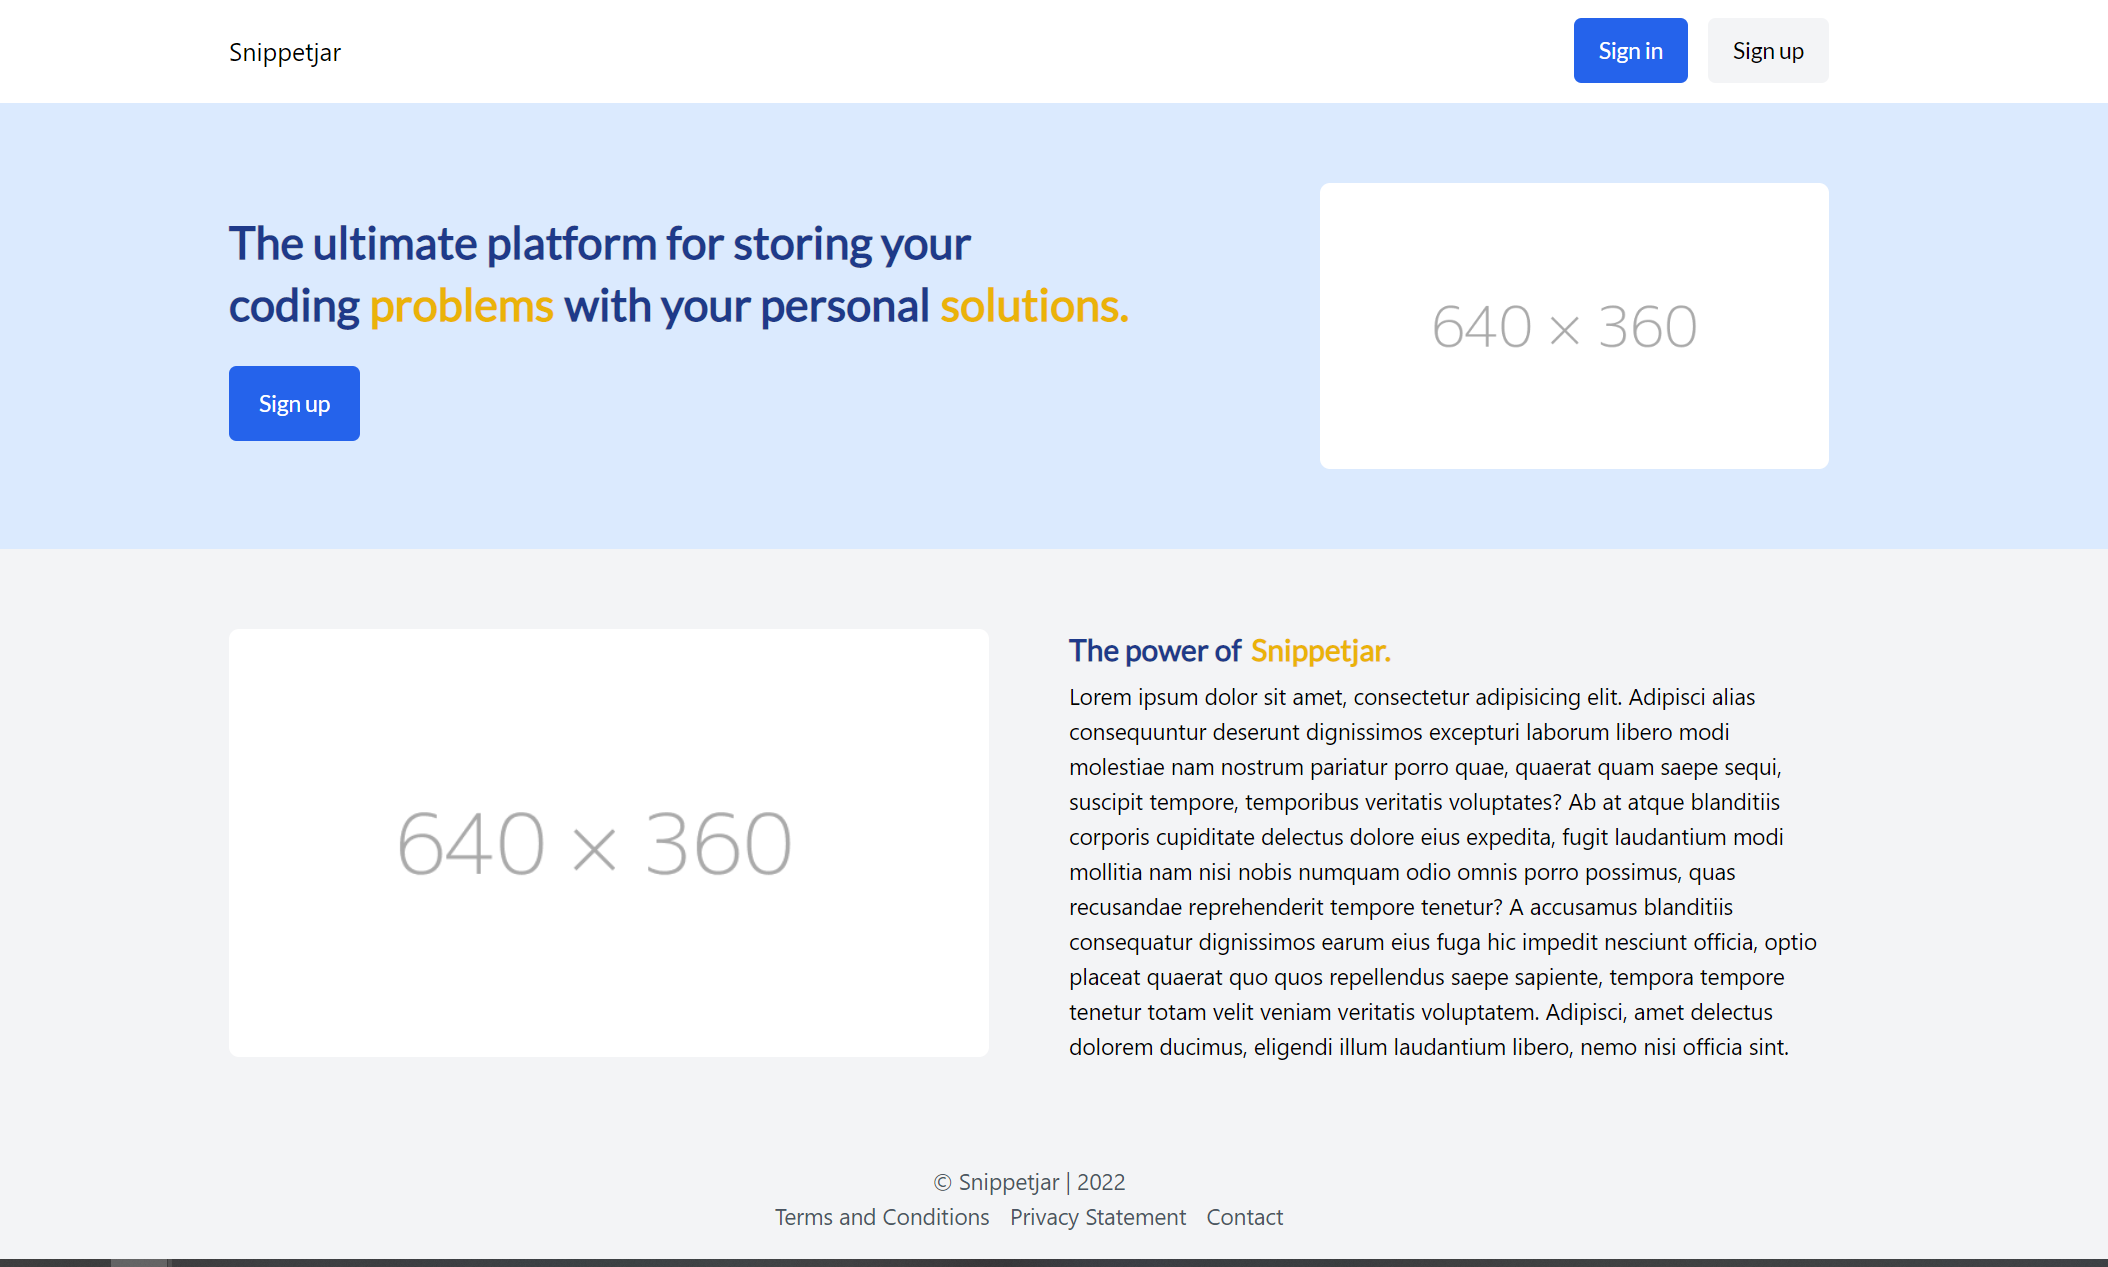 Snippetjar
Sign in
Sign up
The ultimate platform for storing your
coding problems with your personal solutions.
Sign up
640 × 360
640 × 360
The power of Snippetjar.
Lorem ipsum dolor sit amet, consectetur adipisicing elit. Adipisci alias
consequuntur deserunt dignissimos excepturi laborum libero modi
molestiae nam nostrum pariatur porro quae, quaerat quam saepe sequi,
suscipit tempore, temporibus veritatis voluptates? Ab at atque blanditiis
corporis cupiditate delectus dolore eius expedita, fugit laudantium modi
mollitia nam nisi nobis numquam odio omnis porro possimus, quas
recusandae reprehenderit tempore tenetur? A accusamus blanditiis
consequatur dignissimos earum eius fuga hic impedit nesciunt officia, optio
placeat quaerat quo quos repellendus saepe sapiente, tempora tempore
tenetur totam velit veniam veritatis voluptatem. Adipisci, amet delectus
dolorem ducimus, eligendi illum laudantium libero, nemo nisi officia sint.
© Snippetjar | 2022
Terms and Conditions Privacy Statement Contact